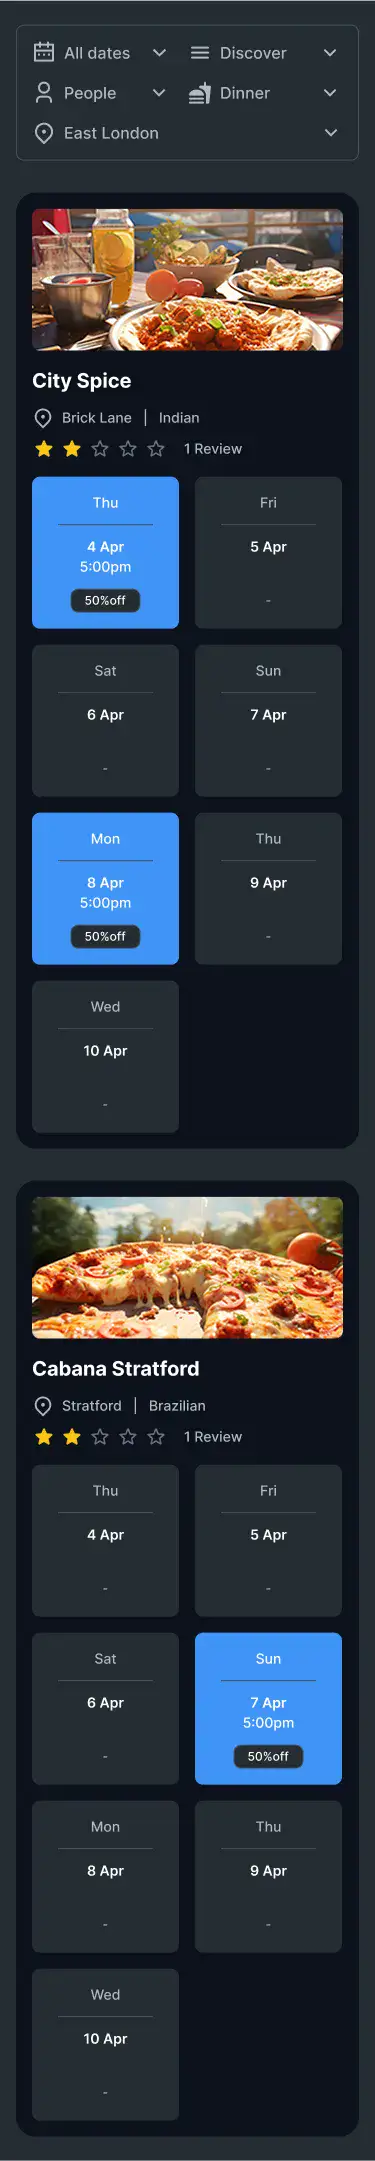 All dates Discover
People Dinner
East London
City Spice
Brick Lane | Indian
1 Review
Thu Fri
4 Apr 5 Apr
5:00pm
50%off -
Sat Sun
6 Apr 7 Apr
- -
Mon Thu
8 Apr 9 Apr
5:00pm
50%off -
Wed
10 Apr
-
Cabana Stratford
Stratford | Brazilian
1 Review
Thu Fri
4 Apr 5 Apr
- -
Sat Sun
6 Apr 7 Apr
5:00pm
- 50%off
Mon Thu
8 Apr 9 Apr
- -
Wed
10 Apr
-